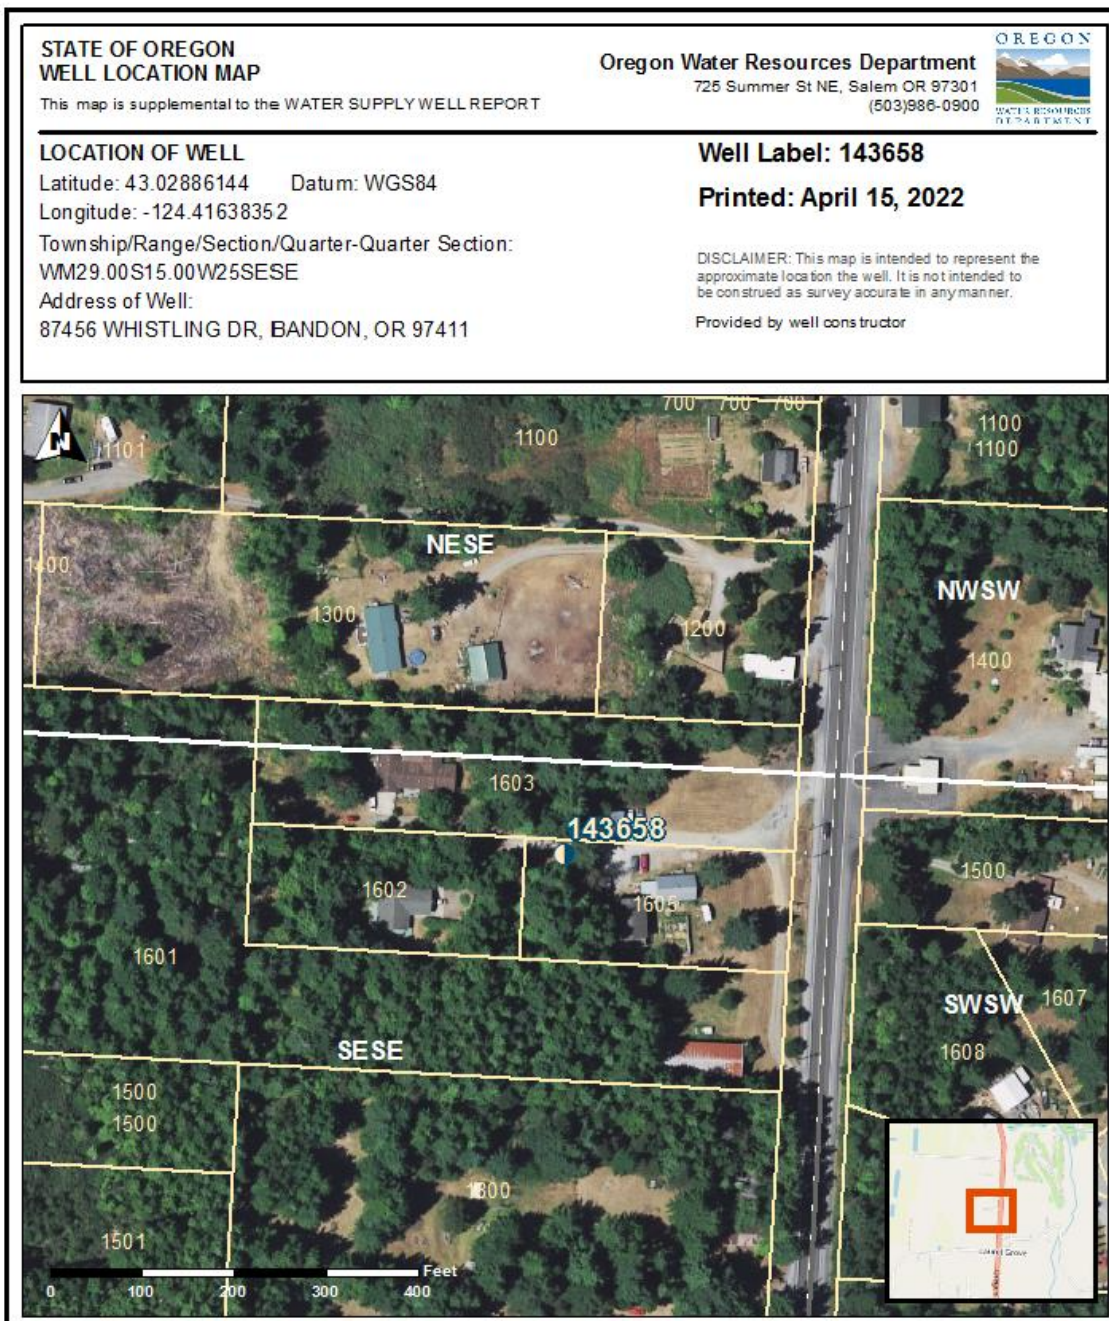 STATE OF OREGON
WELL LOCATION MAP
This map is supplemental to the WATER SUPPLY WELL REPORT
Oregon Water Resources Department
725 Summer St NE, Salem OR 97301
(503)986-0900
OREGON
WATER RESOURCES
DEPARTMENT
LOCATION OF WELL
Latitude: 43.02886144 Datum: WGS84
Longitude: -124.41638352
Township/Range/Section/Quarter-Quarter Section:
WM29.00S15.00W25SESE
Address of Well:
87456 WHISTLING DR, BANDON, OR 97411
Well Label: 143658
Printed: April 15, 2022
DISCLAIMER: This map is intended to represent the
approximate location the well. It is not intended to
be construed as survey accurate in any manner.
Provided by well constructor
700 700 700
1100
1100
1100
N
1101
NESE
NWSW
1400
1300
1200
1400
1603
143658
1602
1605
1500
1601
SWSW
1607
SESE
1608
1500
1500
1300
1501
Feet
0 100 200 300 400
Grove